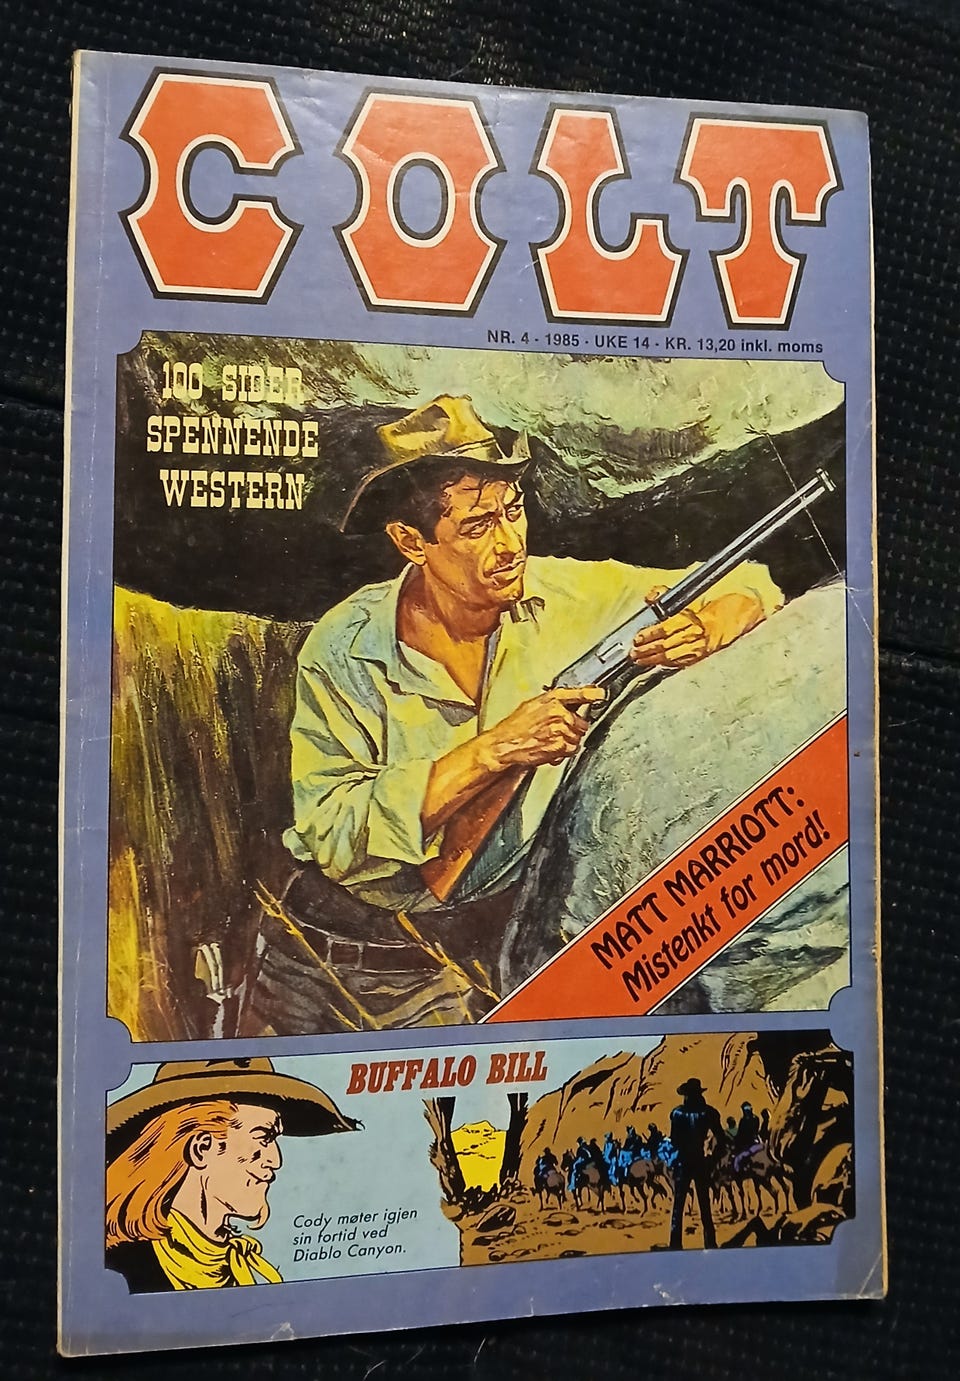 COLT
NR. 4 - 1985 - UKE 14 - KR. 13,20 inkl. moms
100 SIDER
SPENNENDE
WESTERN
MATT MARRIOTT:
Mistenkt for mord!
BUFFALO BILL
Cody møter igjen
sin fortid ved
Diablo Canyon.